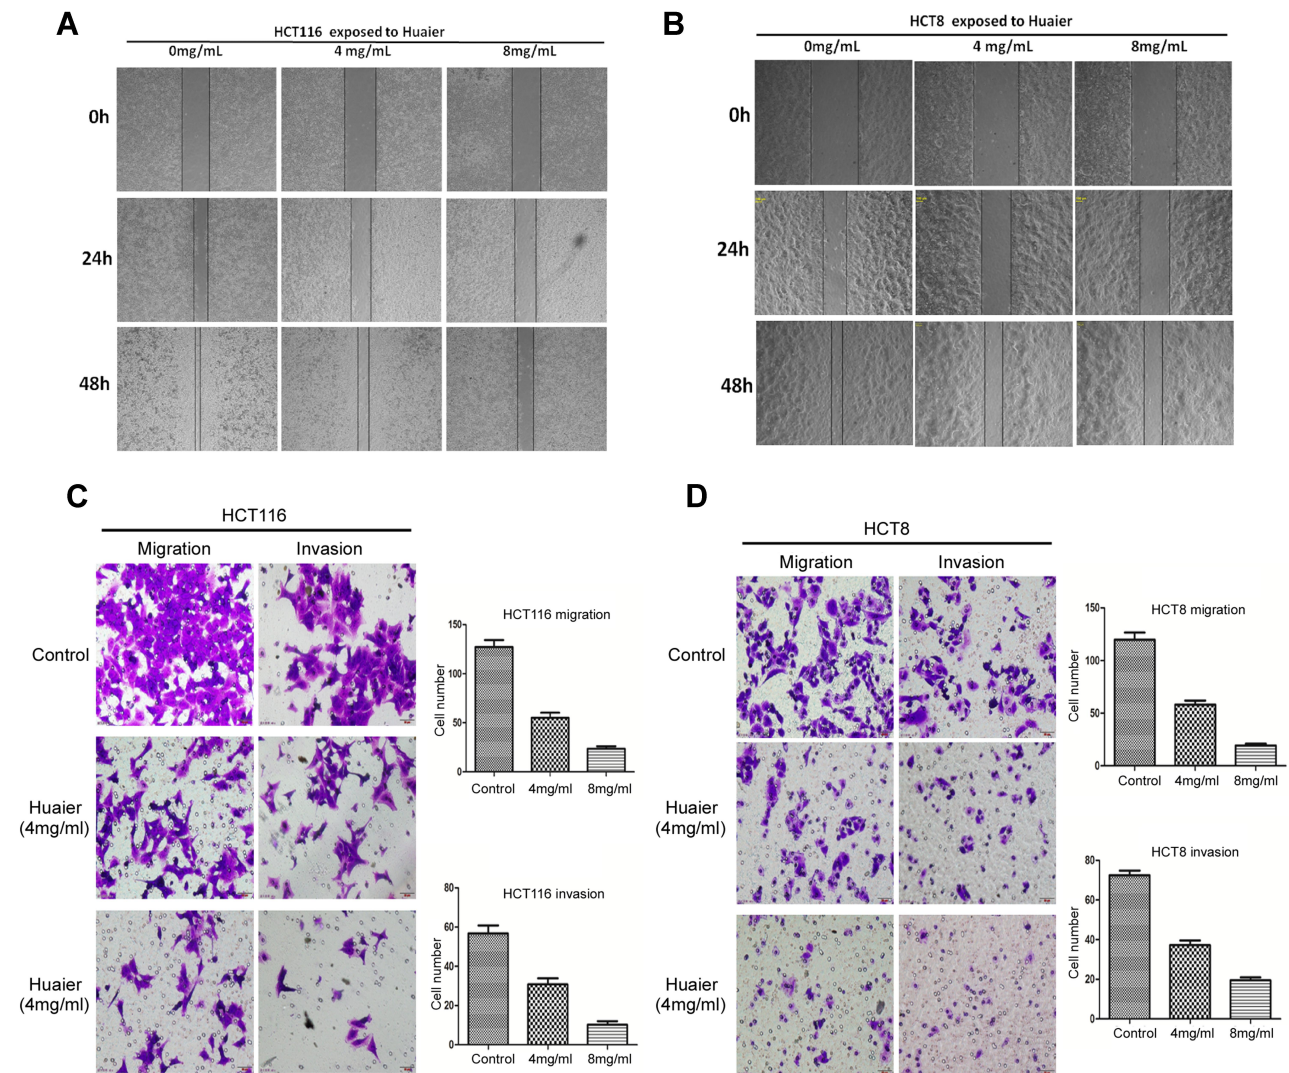 A
HCT116 exposed to Huaier
0mg/mL 4 mg/mL 8mg/mL
0h
24h
48h
B
HCT8 exposed to Huaier
0mg/mL 4 mg/mL 8mg/mL
0h
24h
48h
C
HCT116
Migration Invasion
Control
Huaier
(4mg/ml)
Huaier
(4mg/ml)
HCT116 migration
Cell number
150
100
50
0
Control 4mg/ml 8mg/ml
HCT116 invasion
Cell number
80
60
40
20
0
Control 4mg/ml 8mg/ml
D
HCT8
Migration Invasion
Control
Huaier
(4mg/ml)
Huaier
(4mg/ml)
HCT8 migration
Cell number
150
100
50
0
Control 4mg/ml 8mg/ml
HCT8 invasion
Cell number
80
60
40
20
0
Control 4mg/ml 8mg/ml